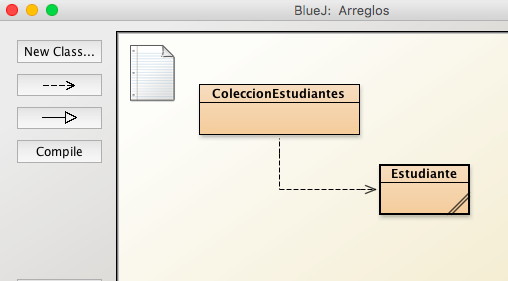 BlueJ: Arreglos
New Class...
Compile
ColeccionEstudiantes
Estudiante